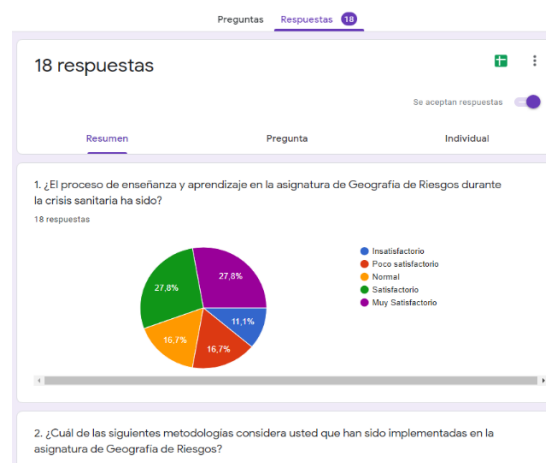 Preguntas Respuestas 18
18 respuestas
Se aceptan respuestas
Resumen Pregunta Individual
1. ¿El proceso de enseñanza y aprendizaje en la asignatura de Geografía de Riesgos durante
la crisis sanitaria ha sido?
18 respuestas
Insatisfactorio
Poco satisfactorio
Normal
Satisfactorio
Muy Satisfactorio
27,8%
27,8%
11,1%
16,7%
16,7%
2. ¿Cuál de las siguientes metodologías considera usted que han sido implementadas en la
asignatura de Geografía de Riesgos?